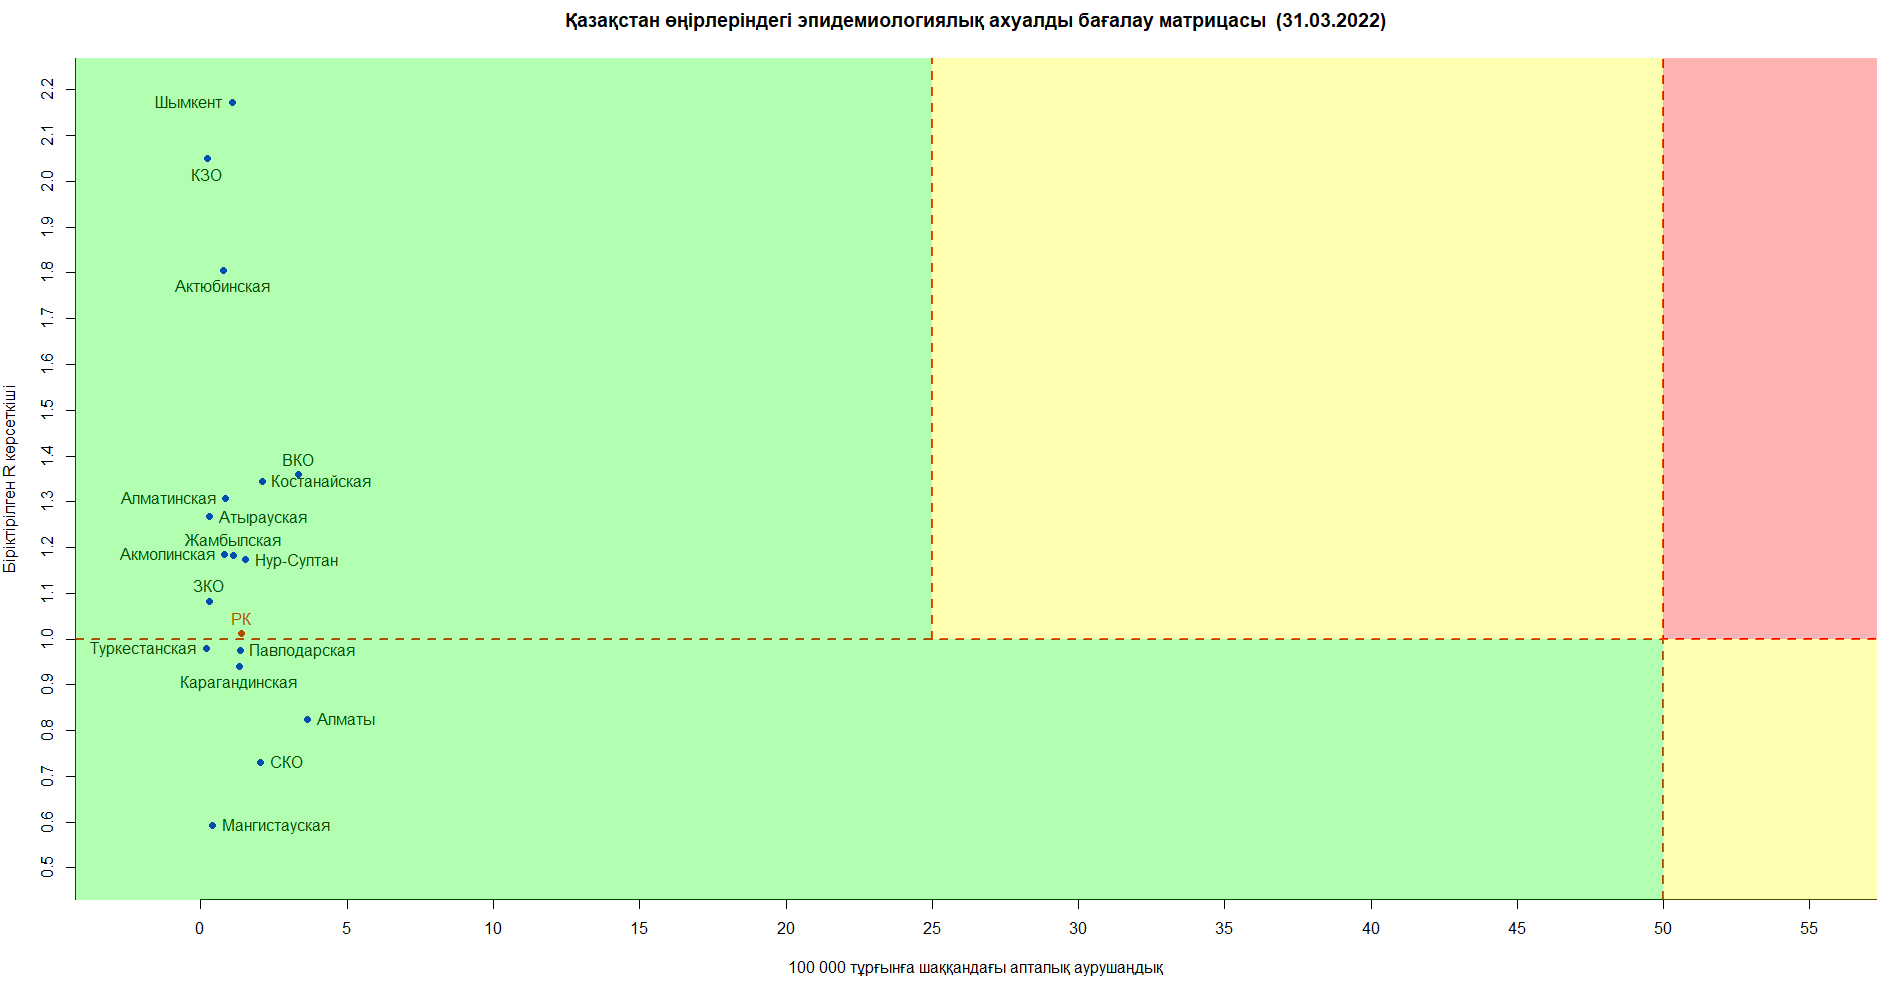 Қазақстан өңірлеріндегі эпидемиологиялық ахуалды бағалау матрицасы (31.03.2022)
Біріктірілген R көрсеткіші
2.2
2.1
2.0
1.9
1.8
1.7
1.6
1.5
1.4
1.3
1.2
1.1
1.0
0.9
0.8
0.7
0.6
0.5
Шымкент
КЗО
Актюбинская
ВКО
Костанайская
Алматинская
Атырауская
Жамбылская
Акмолинская
Нур-Султан
ЗКО
РК
Туркестанская
Павлодарская
Карагандинская
Алматы
СКО
Мангистауская
0 5 10 15 20 25 30 35 40 45 50 55
100 000 тұрғынға шаққандағы апталық аурушаңдық